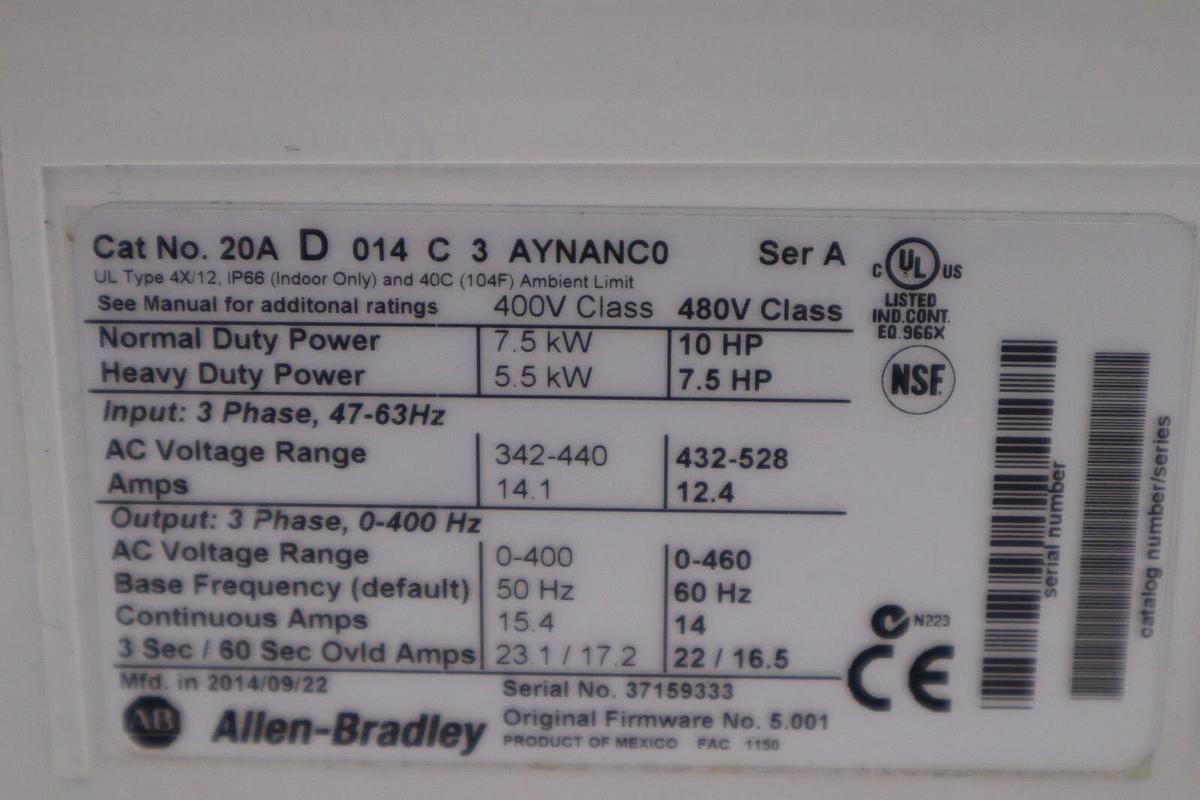 Cat No. 20A D 014 C 3 AYNANC0 Ser A
UL Type 4X/12, IP66 (Indoor Only) and 40C (104F) Ambient Limit
See Manual for additonal ratings 400V Class 480V Class
Normal Duty Power 7.5 kW 10 HP
Heavy Duty Power 5.5 kW 7.5 HP
Input: 3 Phase, 47-63Hz
AC Voltage Range 342-440 432-528
Amps 14.1 12.4
Output: 3 Phase, 0-400 Hz
AC Voltage Range 0-400 0-460
Base Frequency (default) 50 Hz 60 Hz
Continuous Amps 15.4 14
3 Sec / 60 Sec Ovld Amps 23.1 / 17.2 22 / 16.5
Mfd. in 2014/09/22 Serial No. 37159333
AB Allen-Bradley Original Firmware No. 5.001
PRODUCT OF MEXICO FAC 1150
C UL US
LISTED
IND.CONT.
EQ.966X
NSF.
N223
CE
serial number
catalog number/series